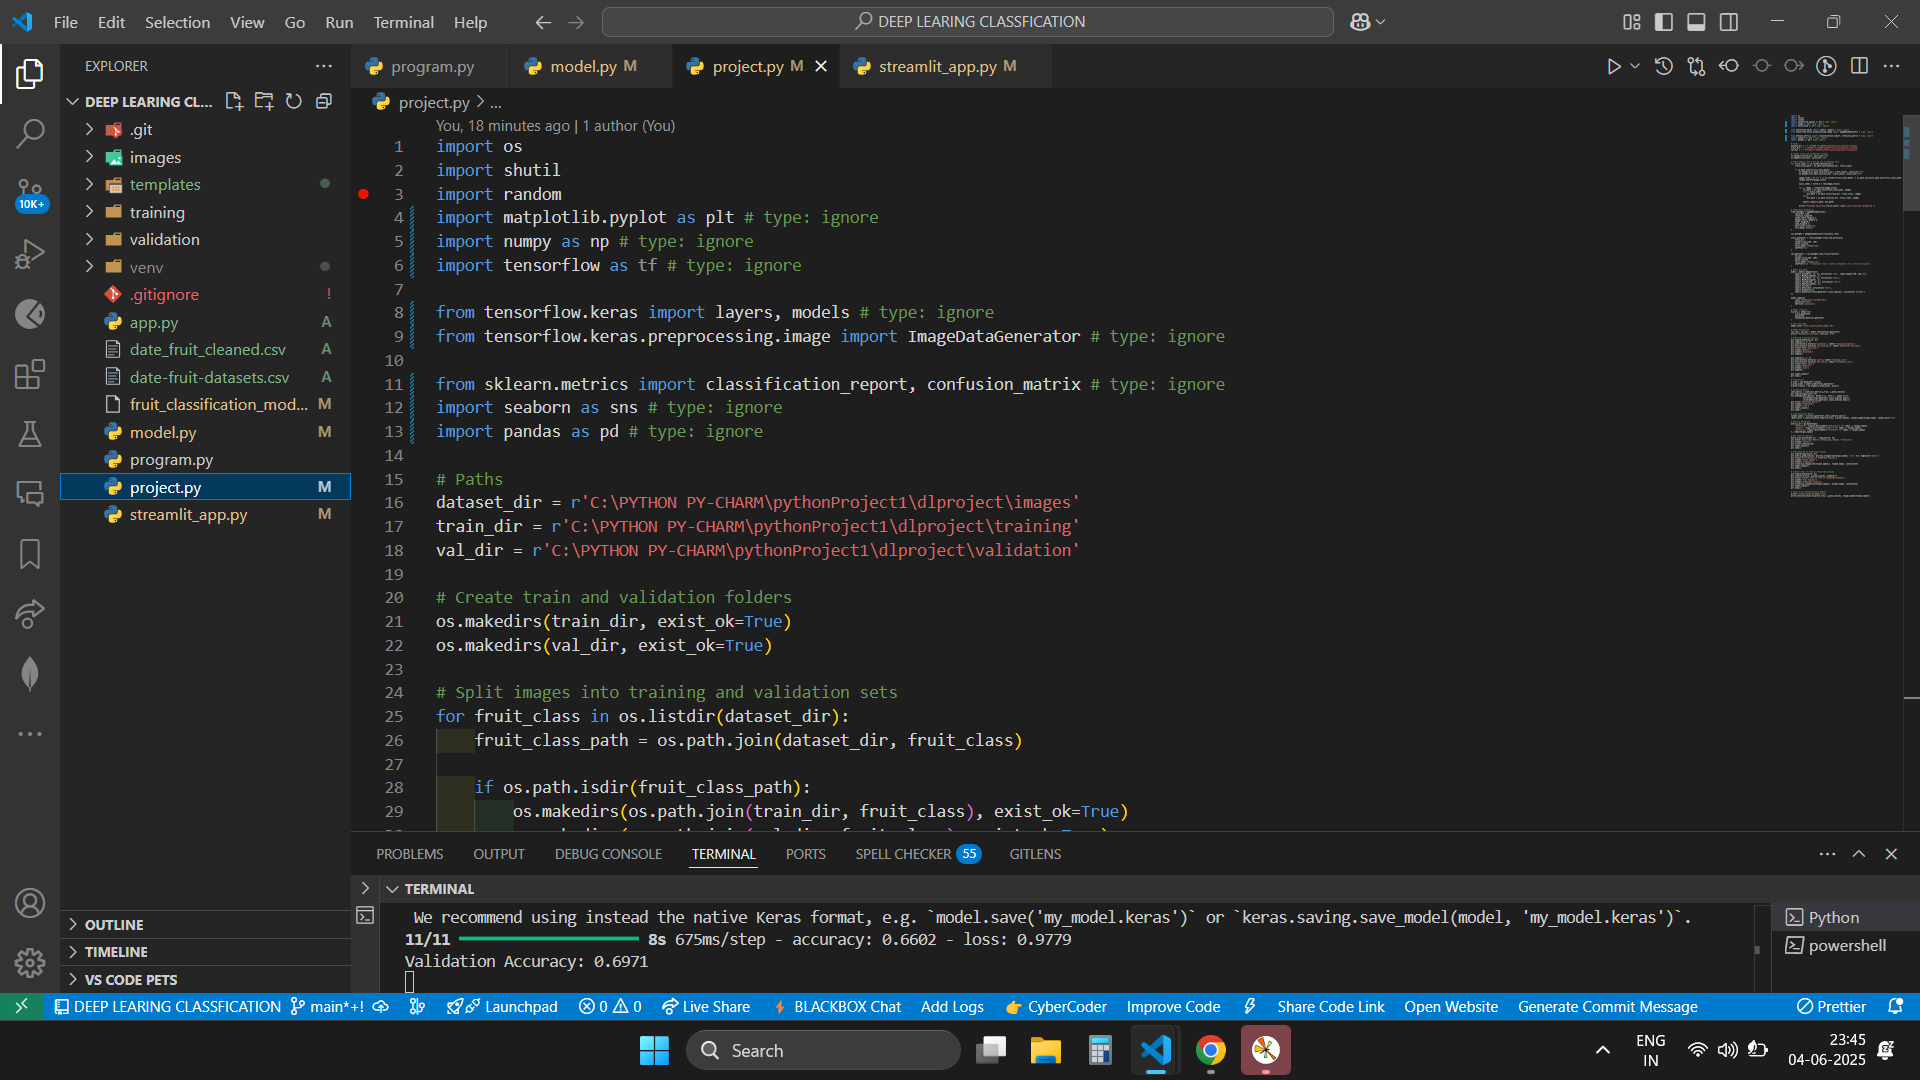 File Edit Selection View Go Run Terminal Help
DEEP LEARING CLASSFICATION
EXPLORER
DEEP LEARING CL...
.git
images
templates
training
validation
venv
.gitignore !
app.py A
date_fruit_cleaned.csv A
date-fruit-datasets.csv A
fruit_classification_mod... M
model.py M
program.py
project.py M
streamlit_app.py M
OUTLINE
TIMELINE
VS CODE PETS
10K+
program.py model.py M project.py M streamlit_app.py M
project.py > ...
You, 18 minutes ago | 1 author (You)
1 import os
2 import shutil
3 import random
4 import matplotlib.pyplot as plt # type: ignore
5 import numpy as np # type: ignore
6 import tensorflow as tf # type: ignore
7
8 from tensorflow.keras import layers, models # type: ignore
9 from tensorflow.keras.preprocessing.image import ImageDataGenerator # type: ignore
10
11 from sklearn.metrics import classification_report, confusion_matrix # type: ignore
12 import seaborn as sns # type: ignore
13 import pandas as pd # type: ignore
14
15 # Paths
16 dataset_dir = r'C:\PYTHON PY-CHARM\pythonProject1\dlproject\images'
17 train_dir = r'C:\PYTHON PY-CHARM\pythonProject1\dlproject\training'
18 val_dir = r'C:\PYTHON PY-CHARM\pythonProject1\dlproject\validation'
19
20 # Create train and validation folders
21 os.makedirs(train_dir, exist_ok=True)
22 os.makedirs(val_dir, exist_ok=True)
23
24 # Split images into training and validation sets
25 for fruit_class in os.listdir(dataset_dir):
26 fruit_class_path = os.path.join(dataset_dir, fruit_class)
27
28 if os.path.isdir(fruit_class_path):
29 os.makedirs(os.path.join(train_dir, fruit_class), exist_ok=True)
PROBLEMS OUTPUT DEBUG CONSOLE TERMINAL PORTS SPELL CHECKER 55 GITLENS
TERMINAL
We recommend using instead the native Keras format, e.g. `model.save('my_model.keras')` or `keras.saving.save_model(model, 'my_model.keras')`.
11/11 8s 675ms/step - accuracy: 0.6602 - loss: 0.9779
Validation Accuracy: 0.6971
Python
powershell
DEEP LEARING CLASSFICATION main*+! Launchpad 0 0 Live Share BLACKBOX Chat Add Logs CyberCoder Improve Code Share Code Link Open Website Generate Commit Message Prettier
Search
ENG
IN
23:45
04-06-2025